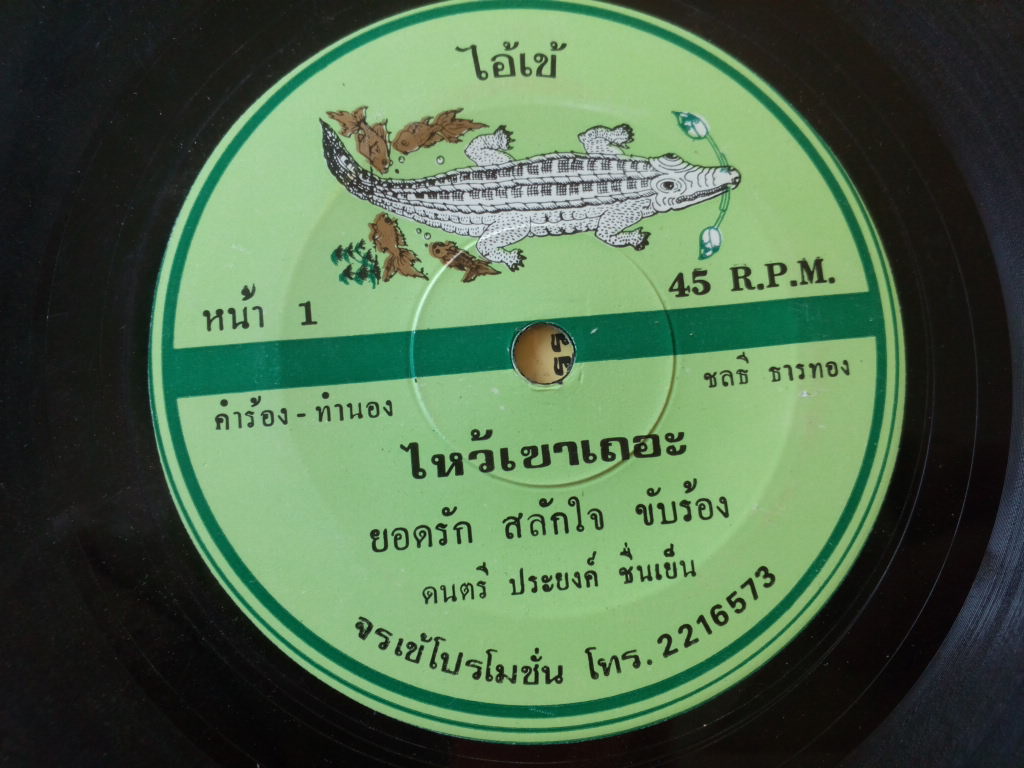 ไอ้เข้
หน้า 1
45 R.P.M.
คำร้อง - ทำนอง
ชลธี ธารทอง
ไหว้เขาเถอะ
ยอดรัก สลักใจ ขับร้อง
ดนตรี ประยงค์ ชื่นเย็น
จรเข้โปรโมชั่น โทร. 2216573